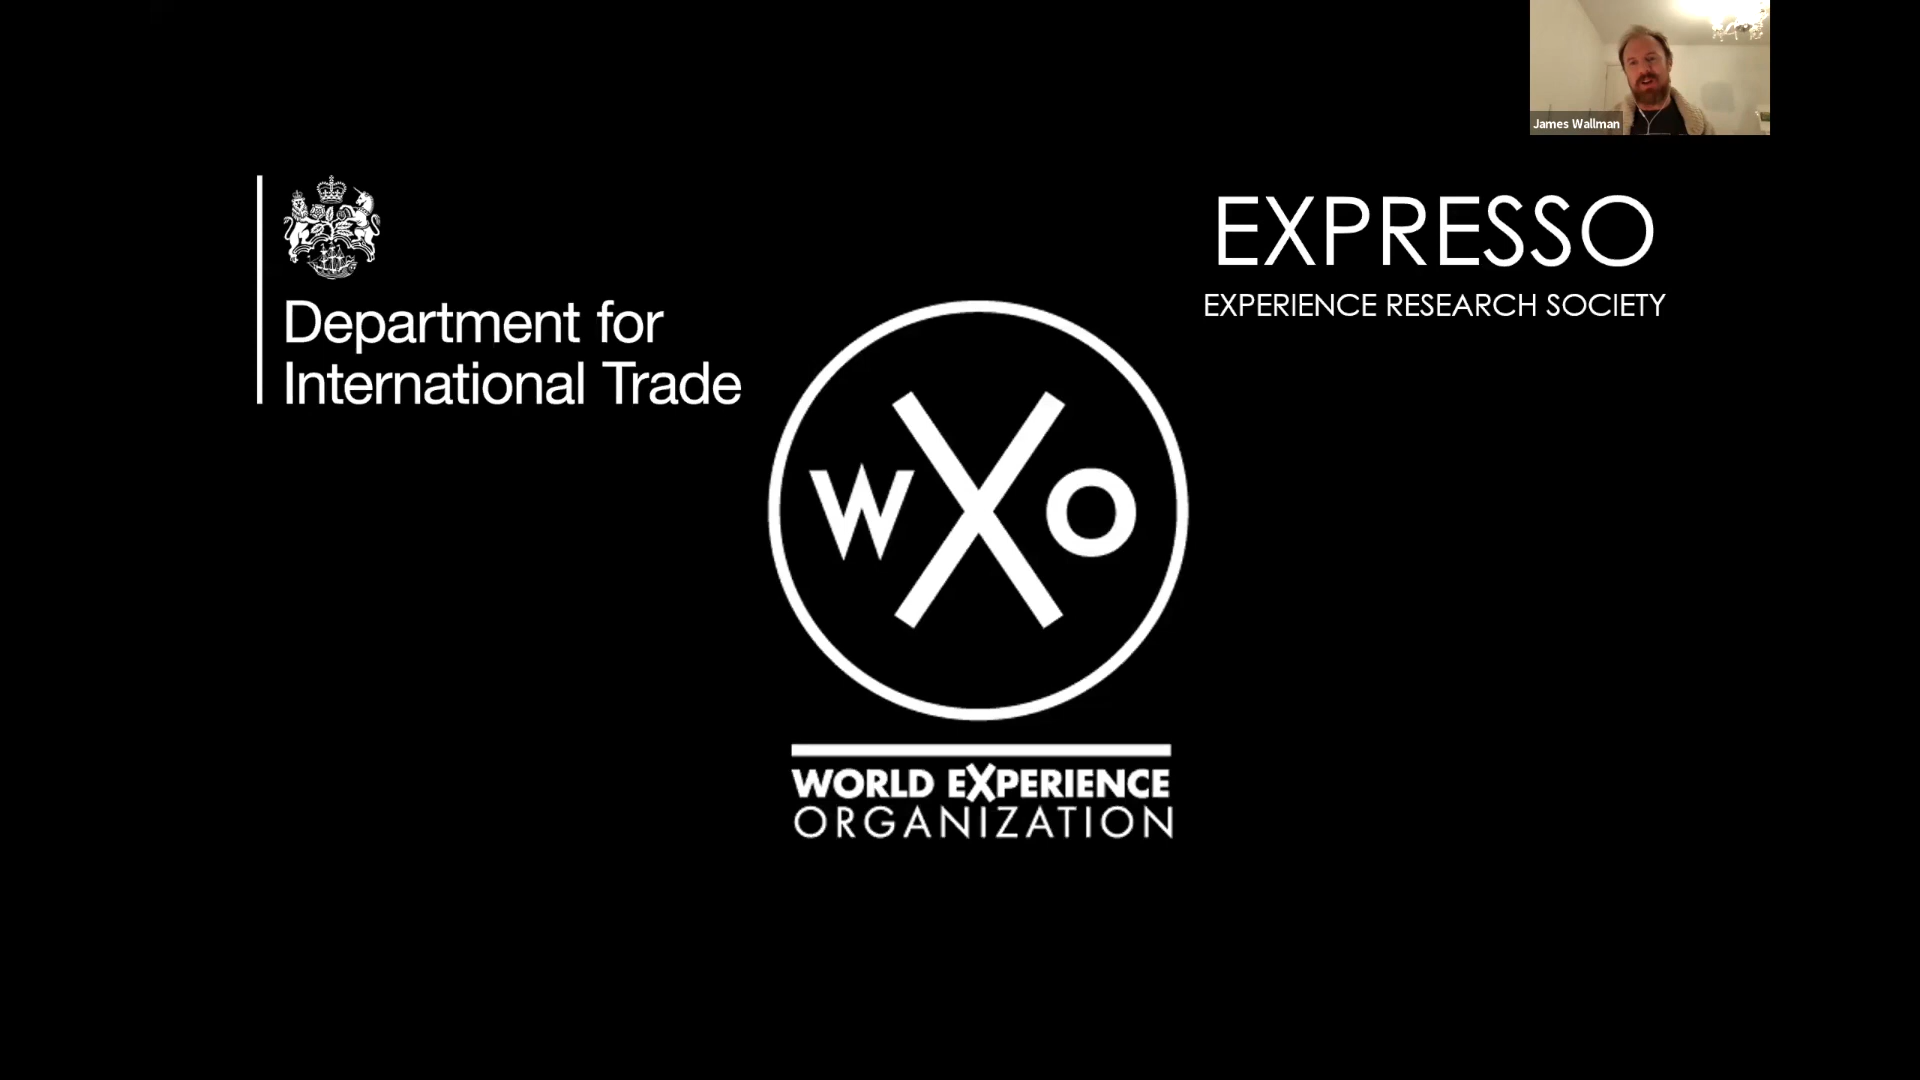 James Wallman
EXPRESSO
EXPERIENCE RESEARCH SOCIETY
Department for
International Trade
WXO
WORLD EXPERIENCE
ORGANIZATION